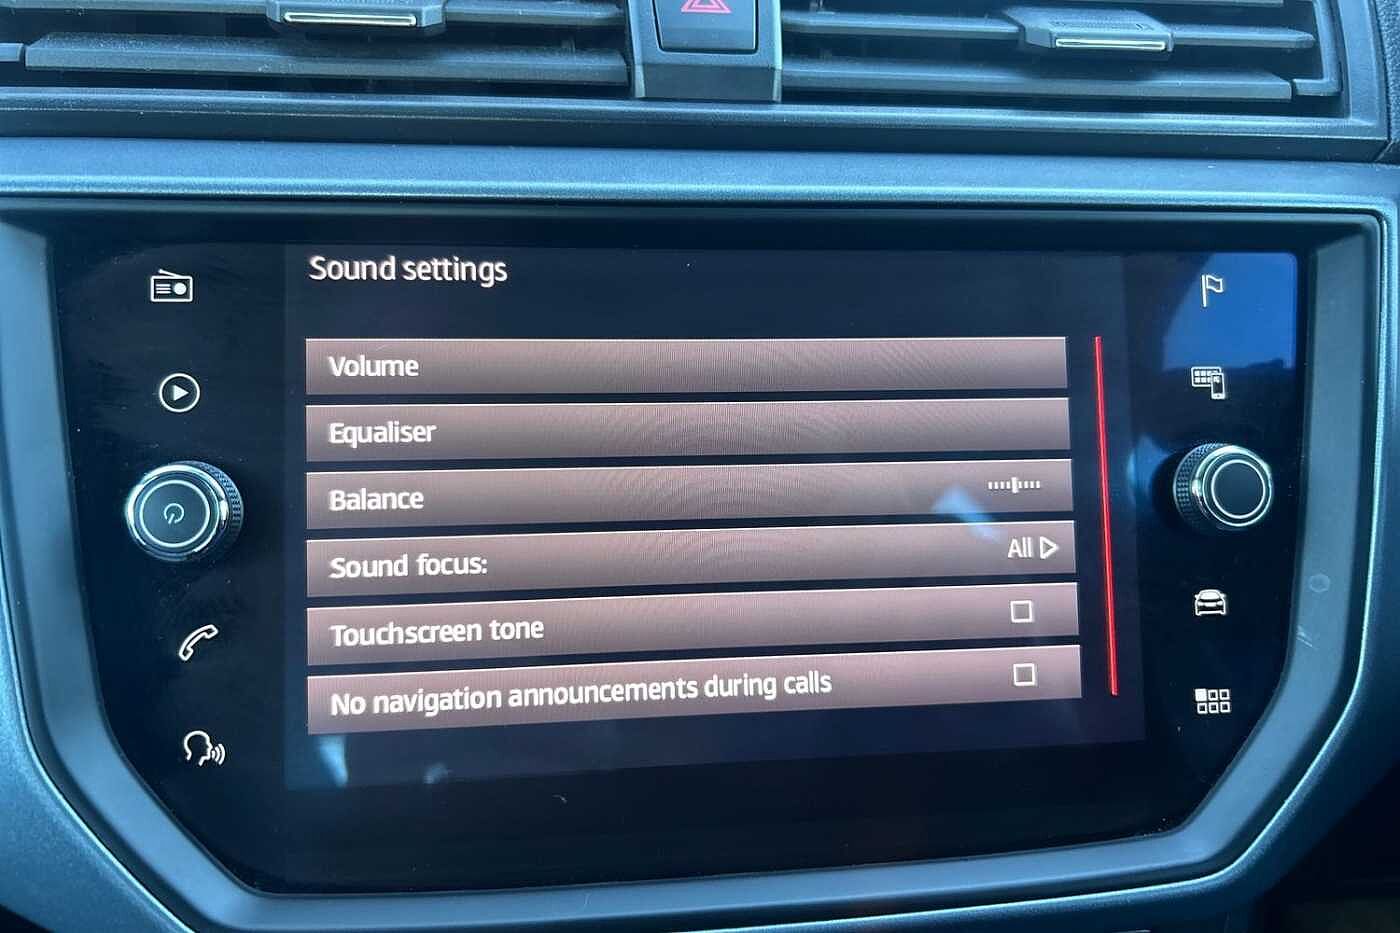 Sound settings
Volume
Equaliser
Balance
Sound focus:
All
Touchscreen tone
No navigation announcements during calls